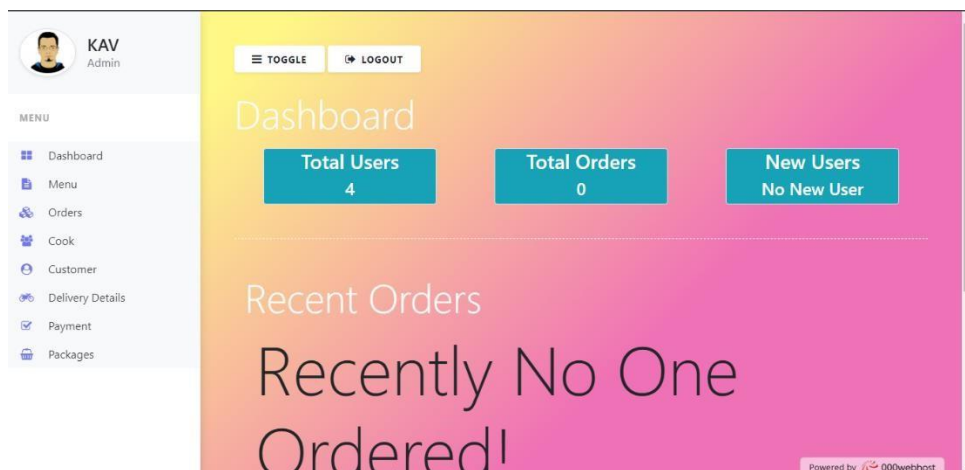 KAV
Admin
MENU
Dashboard
Menu
Orders
Cook
Customer
Delivery Details
Payment
Packages
TOGGLE
LOGOUT
Dashboard
Total Users
4
Total Orders
0
New Users
No New User
Recent Orders
Recently No One
Ordered!
Powered by 000webhost